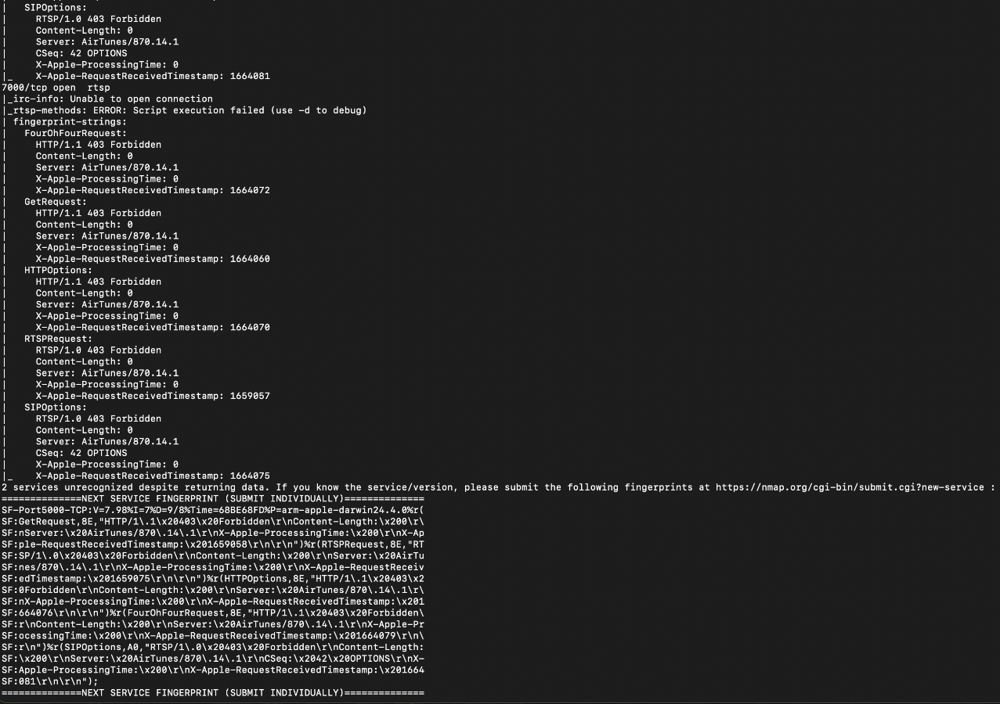 |   SIPOptions:
|     RTSP/1.0 403 Forbidden
|     Content-Length: 0
|     Server: AirTunes/870.14.1
|     CSeq: 42 OPTIONS
|     X-Apple-ProcessingTime: 0
|_    X-Apple-RequestReceivedTimestamp: 1664081
7000/tcp open  rtsp
|_irc-info: Unable to open connection
|_rtsp-methods: ERROR: Script execution failed (use -d to debug)
| fingerprint-strings:
|   FourOhFourRequest:
|     HTTP/1.1 403 Forbidden
|     Content-Length: 0
|     Server: AirTunes/870.14.1
|     X-Apple-ProcessingTime: 0
|     X-Apple-RequestReceivedTimestamp: 1664072
|   GetRequest:
|     HTTP/1.1 403 Forbidden
|     Content-Length: 0
|     Server: AirTunes/870.14.1
|     X-Apple-ProcessingTime: 0
|     X-Apple-RequestReceivedTimestamp: 1664060
|   HTTPOptions:
|     HTTP/1.1 403 Forbidden
|     Content-Length: 0
|     Server: AirTunes/870.14.1
|     X-Apple-ProcessingTime: 0
|     X-Apple-RequestReceivedTimestamp: 1664070
|   RTSPRequest:
|     RTSP/1.0 403 Forbidden
|     Content-Length: 0
|     Server: AirTunes/870.14.1
|     X-Apple-ProcessingTime: 0
|     X-Apple-RequestReceivedTimestamp: 1659057
|   SIPOptions:
|     RTSP/1.0 403 Forbidden
|     Content-Length: 0
|     Server: AirTunes/870.14.1
|     CSeq: 42 OPTIONS
|     X-Apple-ProcessingTime: 0
|_    X-Apple-RequestReceivedTimestamp: 1664075
2 services unrecognized despite returning data. If you know the service/version, please submit the following fingerprints at https://nmap.org/cgi-bin/submit.cgi?new-service :
==============NEXT SERVICE FINGERPRINT (SUBMIT INDIVIDUALLY)==============
SF-Port5000-TCP:V=7.98%I=7%D=9/8%Time=68BE68FD%P=arm-apple-darwin24.4.0%r(
SF:GetRequest,8E,"HTTP/1\.1\x20403\x20Forbidden\r\nContent-Length:\x200\r\
SF:nServer:\x20AirTunes/870\.14\.1\r\nX-Apple-ProcessingTime:\x200\r\nX-Ap
SF:ple-RequestReceivedTimestamp:\x201659058\r\n\r\n")%r(RTSPRequest,8E,"RT
SF:SP/1\.0\x20403\x20Forbidden\r\nContent-Length:\x200\r\nServer:\x20AirTu
SF:nes/870\.14\.1\r\nX-Apple-ProcessingTime:\x200\r\nX-Apple-RequestReceiv
SF:edTimestamp:\x201659075\r\n\r\n")%r(HTTPOptions,8E,"HTTP/1\.1\x20403\x2
SF:0Forbidden\r\nContent-Length:\x200\r\nServer:\x20AirTunes/870\.14\.1\r\
SF:nX-Apple-ProcessingTime:\x200\r\nX-Apple-RequestReceivedTimestamp:\x201
SF:664076\r\n\r\n")%r(FourOhFourRequest,8E,"HTTP/1\.1\x20403\x20Forbidden\
SF:r\nContent-Length:\x200\r\nServer:\x20AirTunes/870\.14\.1\r\nX-Apple-Pr
SF:ocessingTime:\x200\r\nX-Apple-RequestReceivedTimestamp:\x201664079\r\n\
SF:r\n")%r(SIPOptions,A0,"RTSP/1\.0\x20403\x20Forbidden\r\nContent-Length:
SF:\x200\r\nServer:\x20AirTunes/870\.14\.1\r\nCSeq:\x2042\x20OPTIONS\r\nX-
SF:Apple-ProcessingTime:\x200\r\nX-Apple-RequestReceivedTimestamp:\x201664
SF:081\r\n\r\n");
==============NEXT SERVICE FINGERPRINT (SUBMIT INDIVIDUALLY)==============